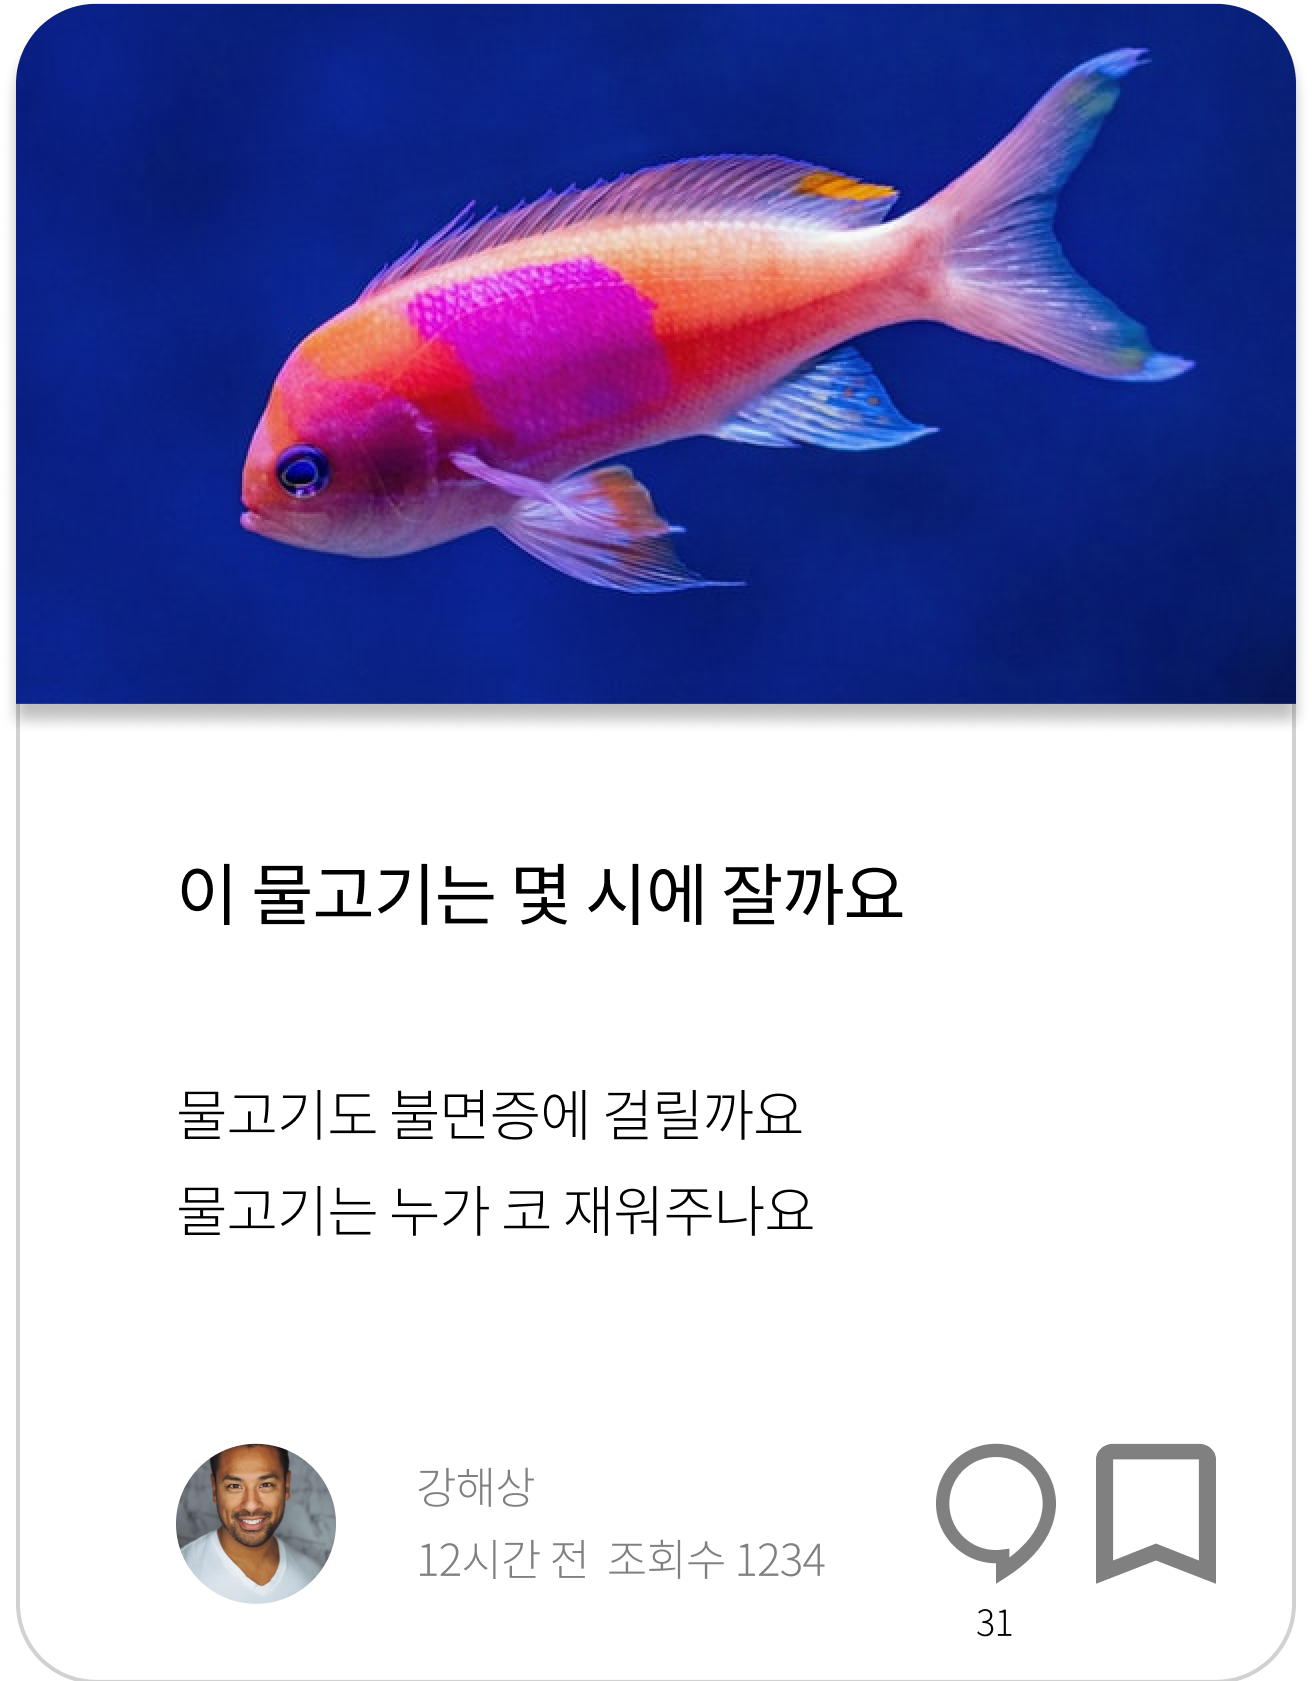 이 물고기는 몇 시에 잘까요
물고기도 불면증에 걸릴까요
물고기는 누가 코 재워주나요
강해상
12시간 전 조회수 1234
31